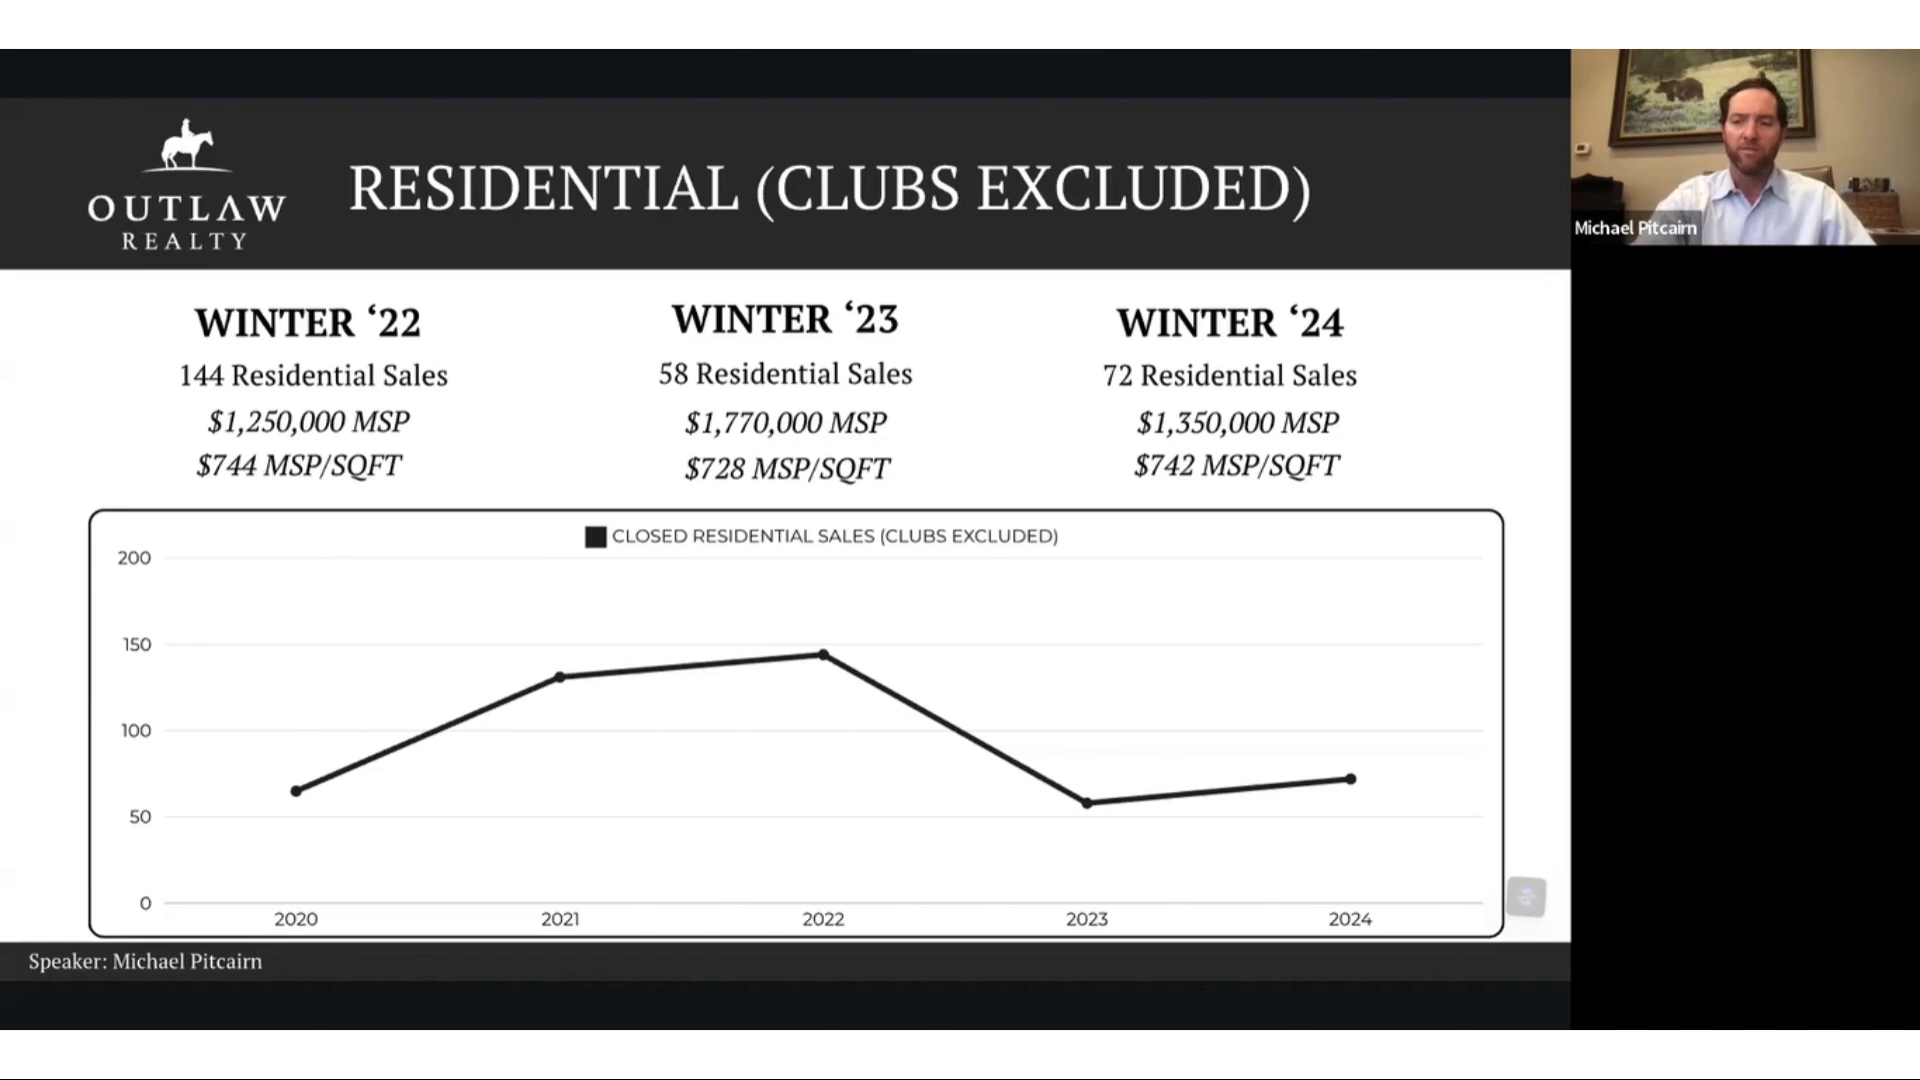 OUTLAW
REALTY
RESIDENTIAL (CLUBS EXCLUDED)
Michael Pitcairn
WINTER ‘22
144 Residential Sales
$1,250,000 MSP
$744 MSP/SQFT
WINTER ‘23
58 Residential Sales
$1,770,000 MSP
$728 MSP/SQFT
WINTER ‘24
72 Residential Sales
$1,350,000 MSP
$742 MSP/SQFT
CLOSED RESIDENTIAL SALES (CLUBS EXCLUDED)
200
150
100
50
0
2020 2021 2022 2023 2024
Speaker: Michael Pitcairn